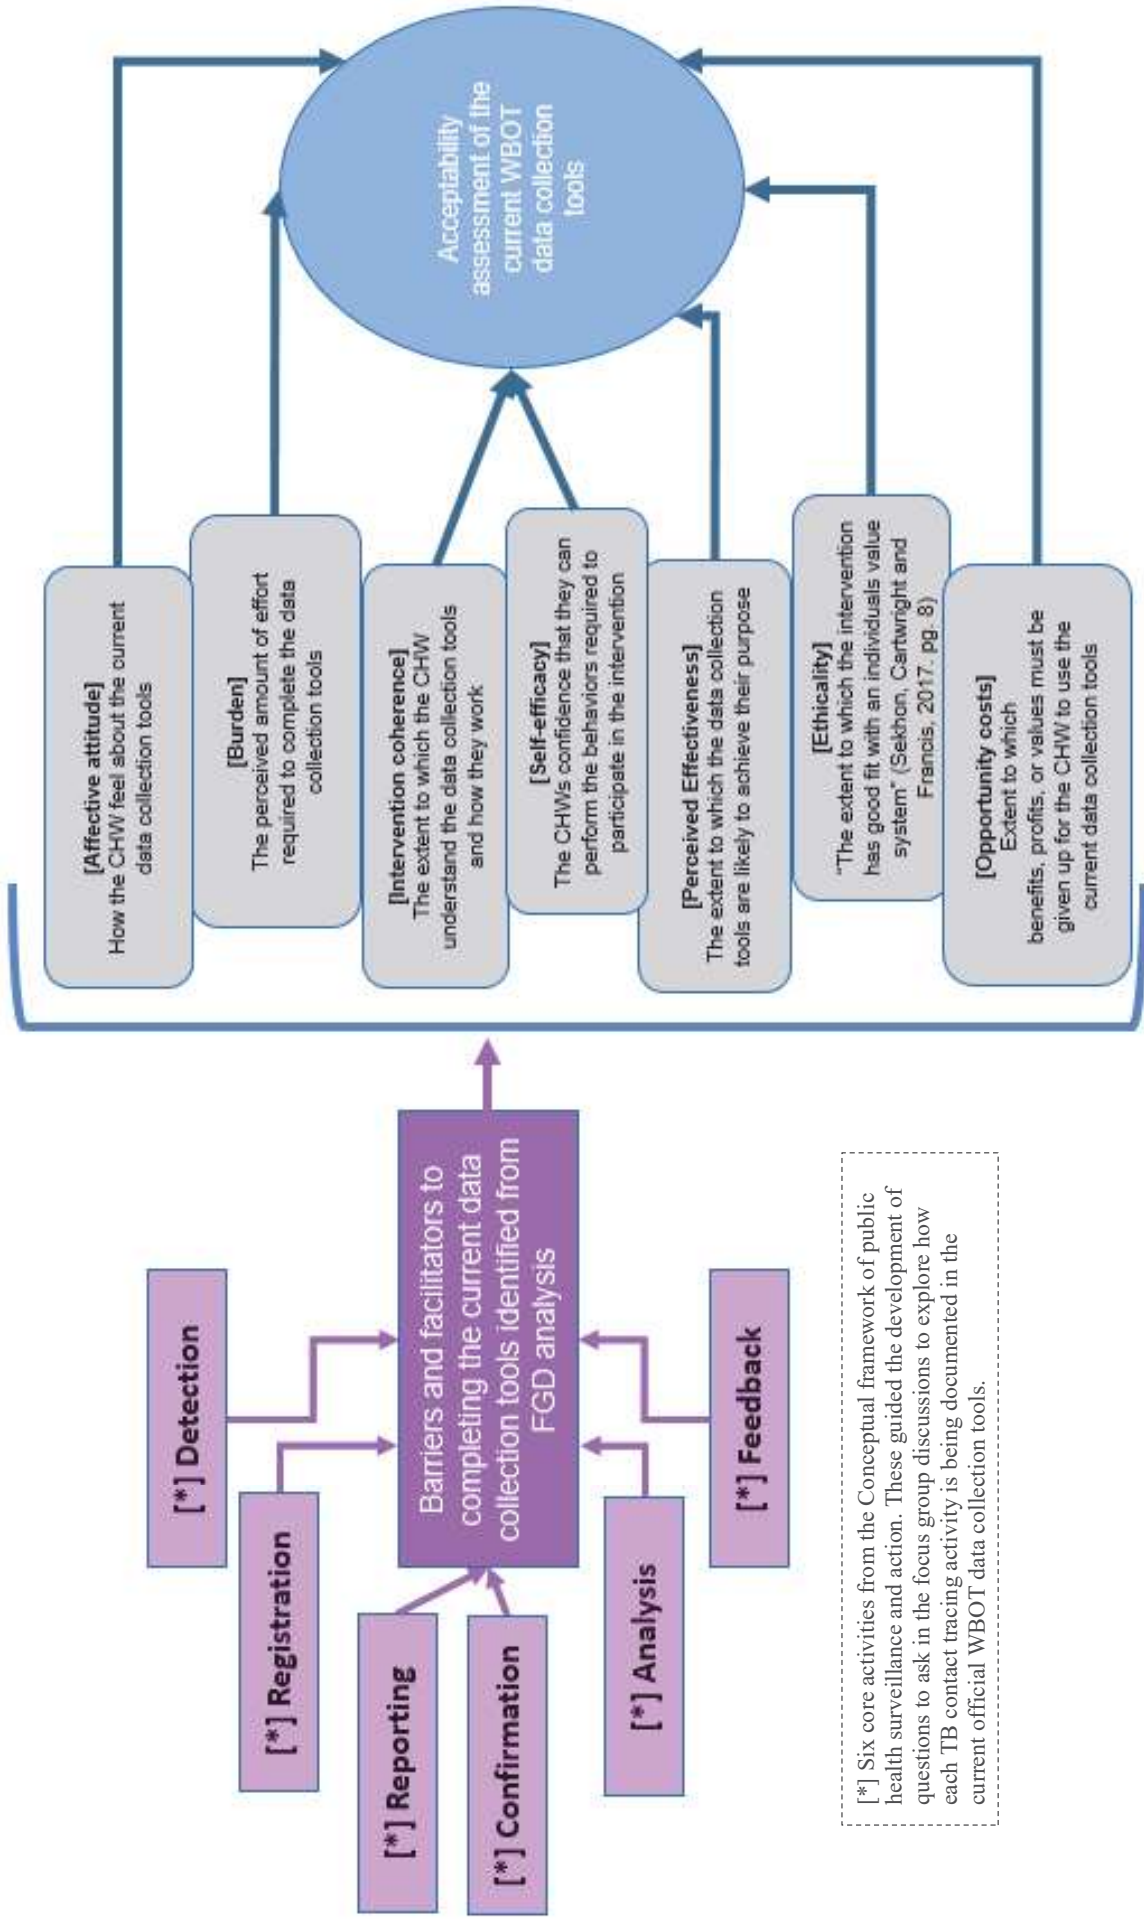 [*] Detection
[*] Registration
[*] Reporting
[*] Confirmation
[*] Analysis
[*] Feedback
Barriers and facilitators to
completing the current data
collection tools identified from
FGD analysis
[*] Six core activities from the Conceptual framework of public
health surveillance and action. These guided the development of
questions to ask in the focus group discussions to explore how
each TB contact tracing activity is being documented in the
current official WBOT data collection tools.
[Affective attitude]
How the CHW feel about the current
data collection tools
[Burden]
The perceived amount of effort
required to complete the data
collection tools
[Intervention coherence]
The extent to which the CHW
understand the data collection tools
and how they work
[Self-efficacy]
The CHWs confidence that they can
perform the behaviors required to
participate in the intervention
[Perceived Effectiveness]
The extent to which the data collection
tools are likely to achieve their purpose
[Ethicality]
“The extent to which the intervention
has good fit with an individuals value
system” (Sekhon, Cartwright and
Francis, 2017. pg. 8)
[Opportunity costs]
Extent to which
benefits, profits, or values must be
given up for the CHW to use the
current data collection tools
Acceptability
assessment of the
current WBOT
data collection
tools